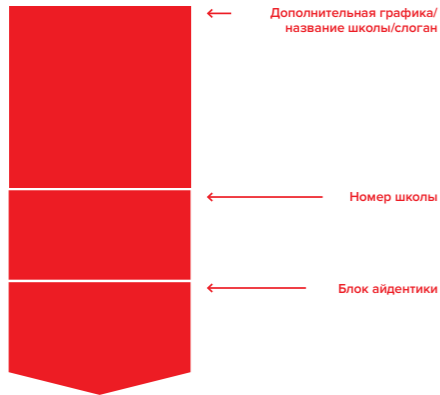 Дополнительная графика/
название школы/слоган
Номер школы
Блок айдентики